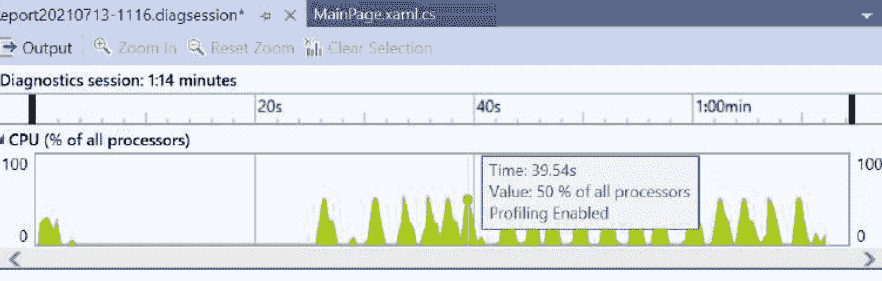 eport20210713-1116.diagsession* MainPage.xaml.cs
Output Zoom In Reset Zoom Clear Selection
Diagnostics session: 1:14 minutes
20s 40s 1:00min
CPU (% of all processors)
100 100
Time: 39.54s
Value: 50 % of all processors
Profiling Enabled
0 0